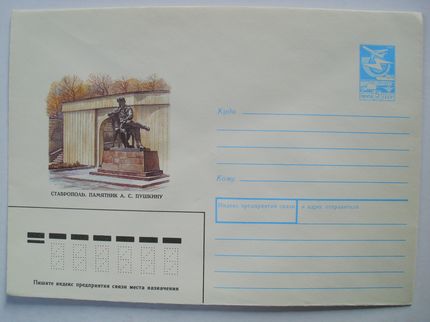 Куда
СТАВРОПОЛЬ. ПАМЯТНИК А. С. ПУШКИНУ
Кому
Индекс предприятия связи и адрес отправителя
Пишите индекс предприятия связи места назначения